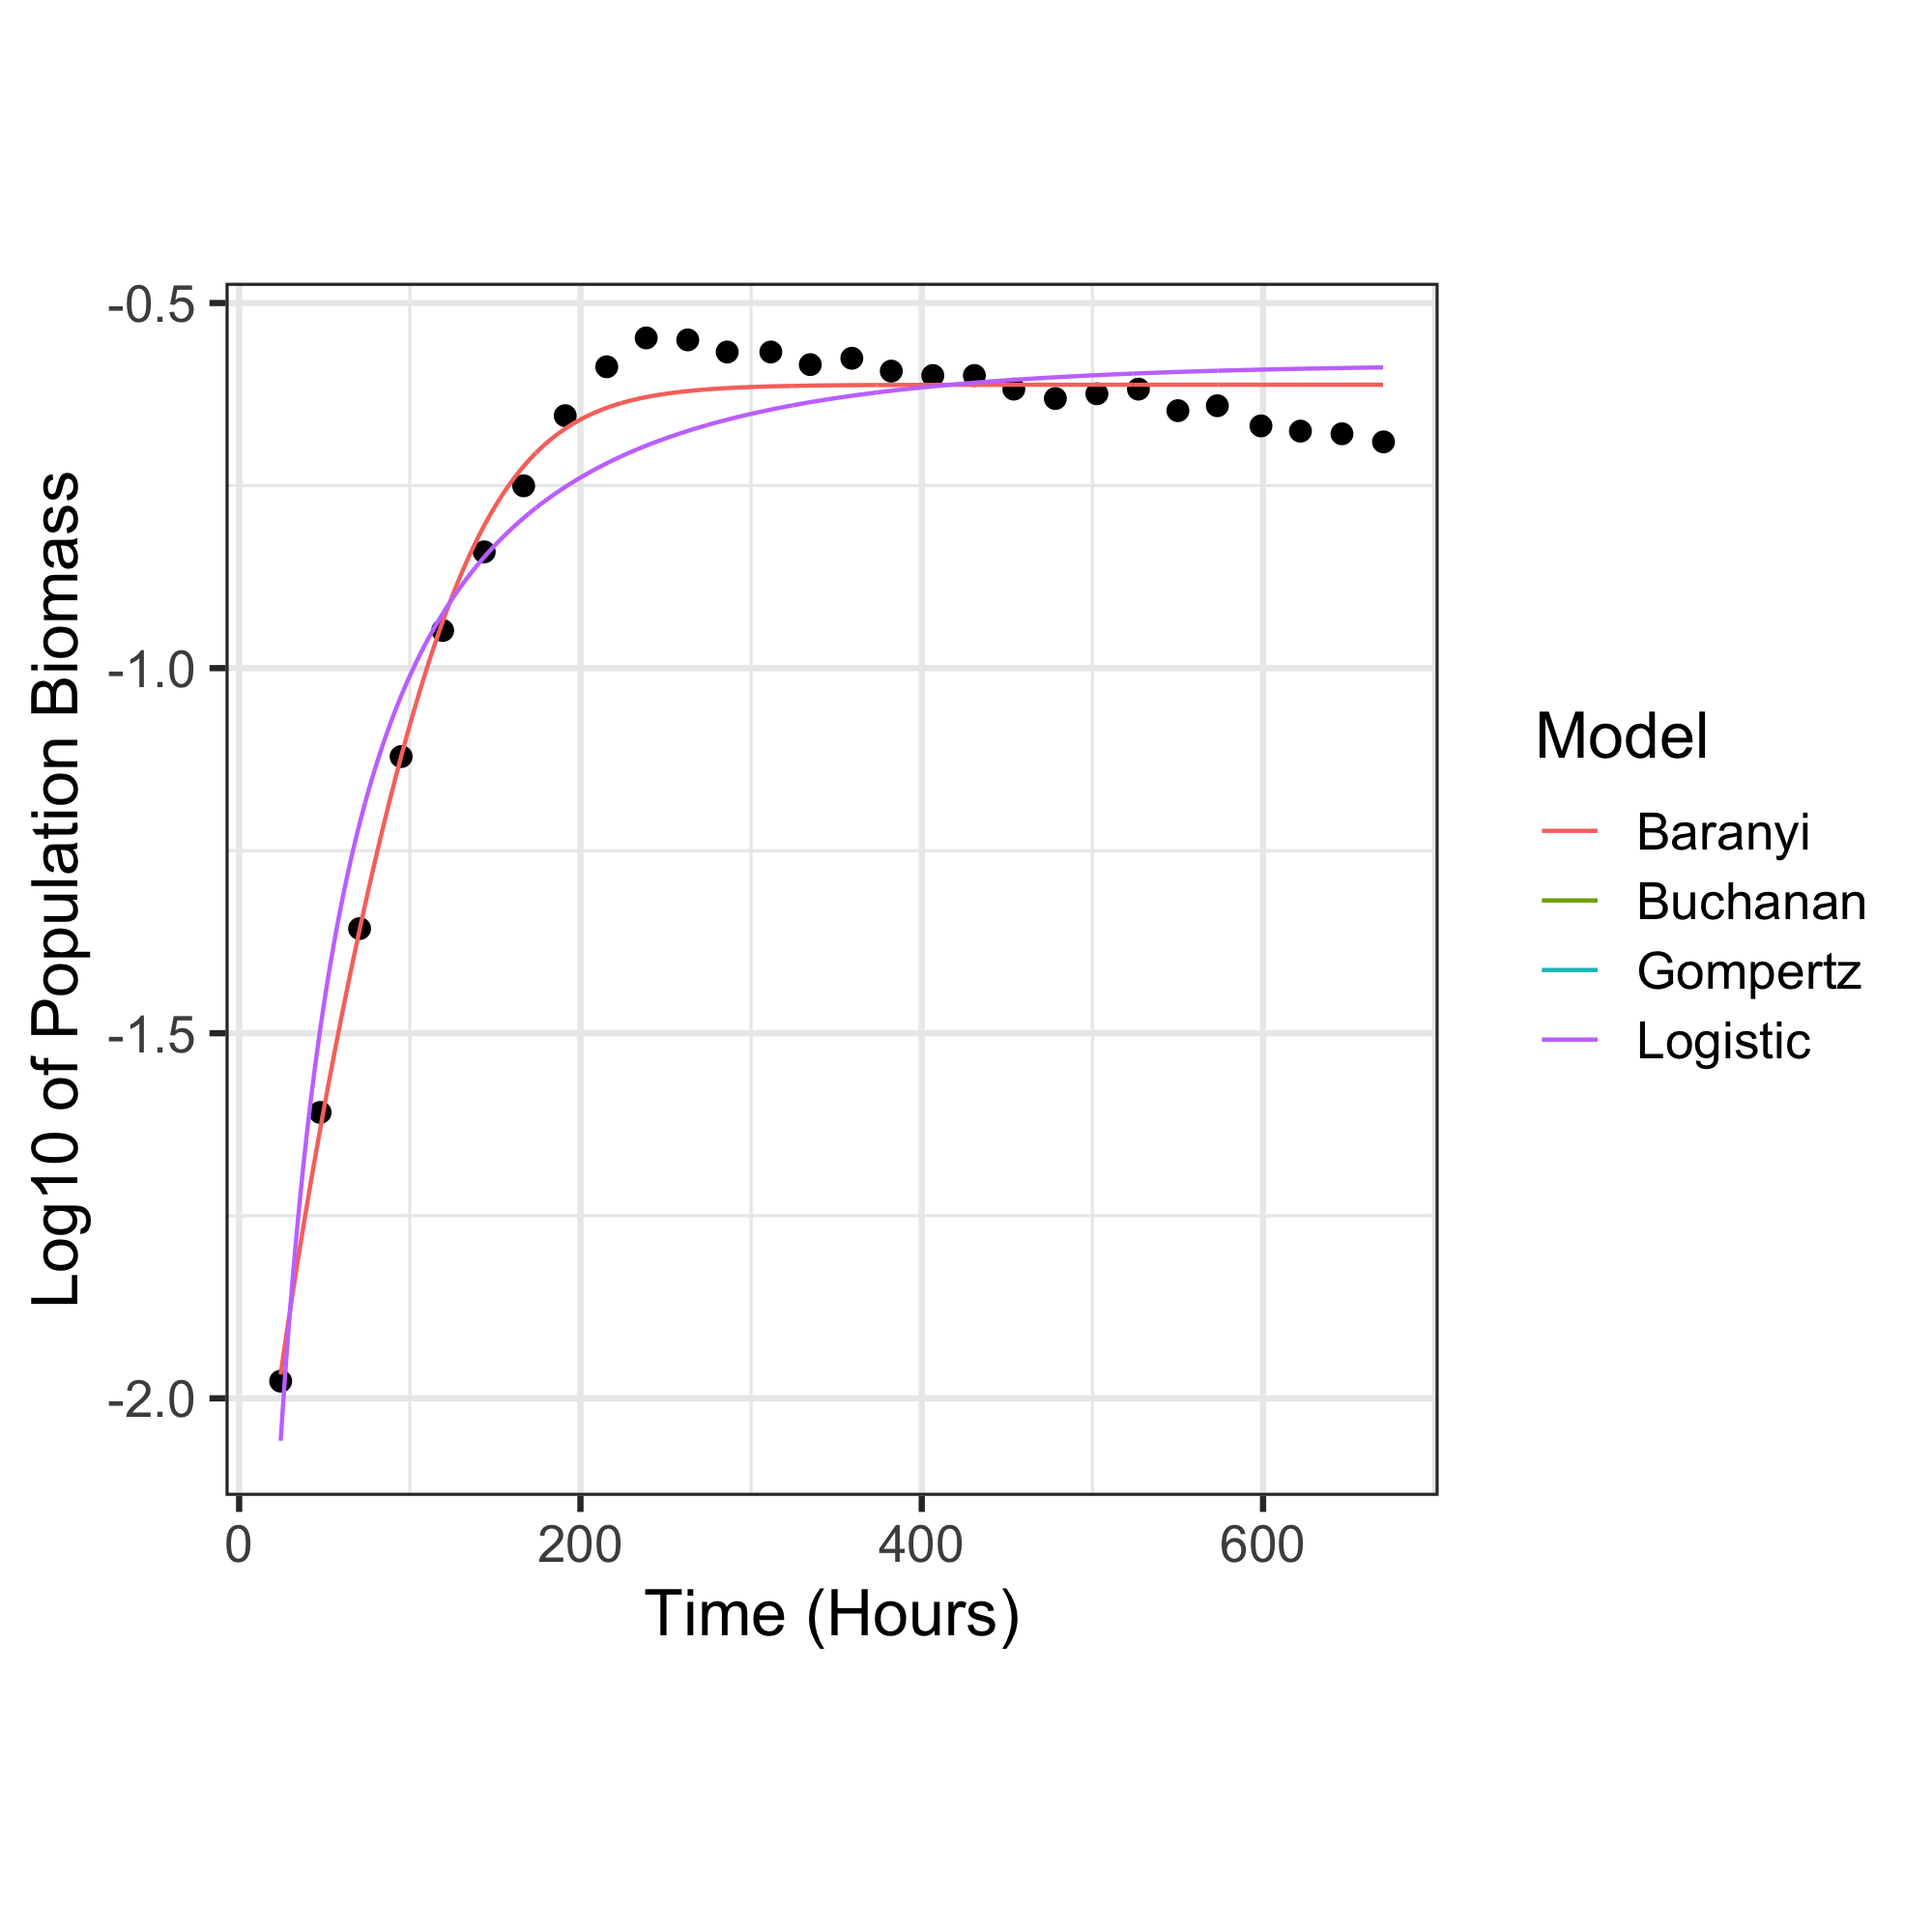 -0.5
-1.0
-1.5
-2.0
Log10 of Population Biomass
0 200 400 600
Time (Hours)
Model
Baranyi
Buchanan
Gompertz
Logistic